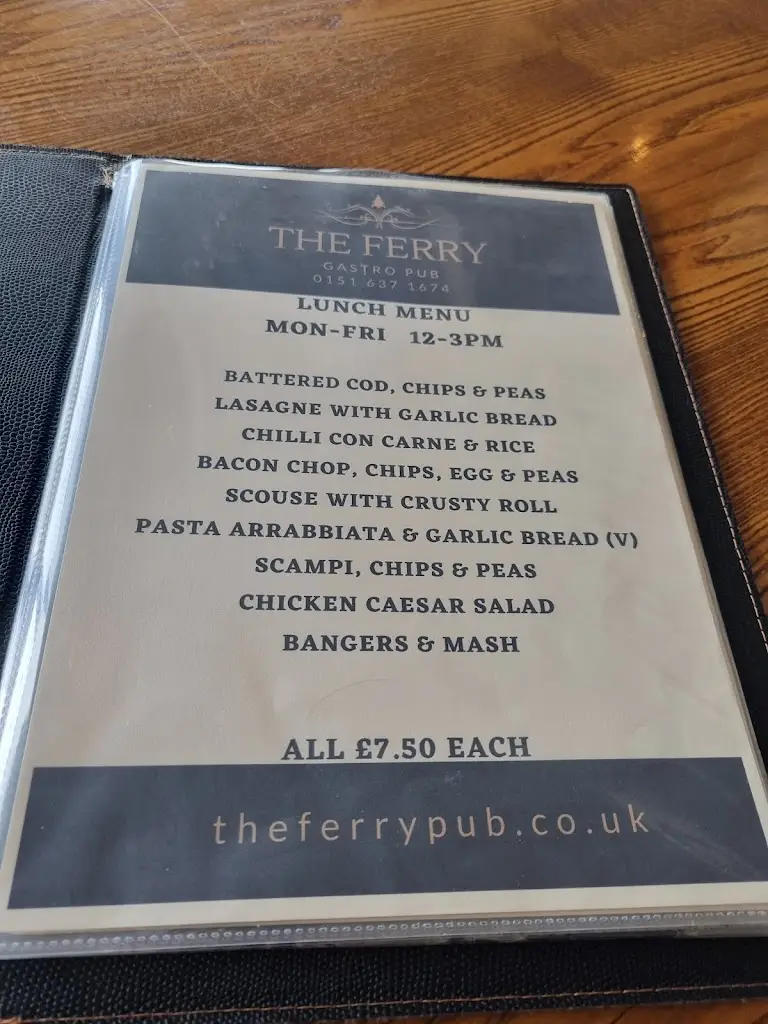 THE FERRY
GASTRO PUB
0151 637 1674
LUNCH MENU
MON-FRI 12-3PM
BATTERED COD, CHIPS & PEAS
LASAGNE WITH GARLIC BREAD
CHILLI CON CARNE & RICE
BACON CHOP, CHIPS, EGG & PEAS
SCOUSE WITH CRUSTY ROLL
PASTA ARRABBIATA & GARLIC BREAD (V)
SCAMPI, CHIPS & PEAS
CHICKEN CAESAR SALAD
BANGERS & MASH
ALL £7.50 EACH
theferrypub.co.uk